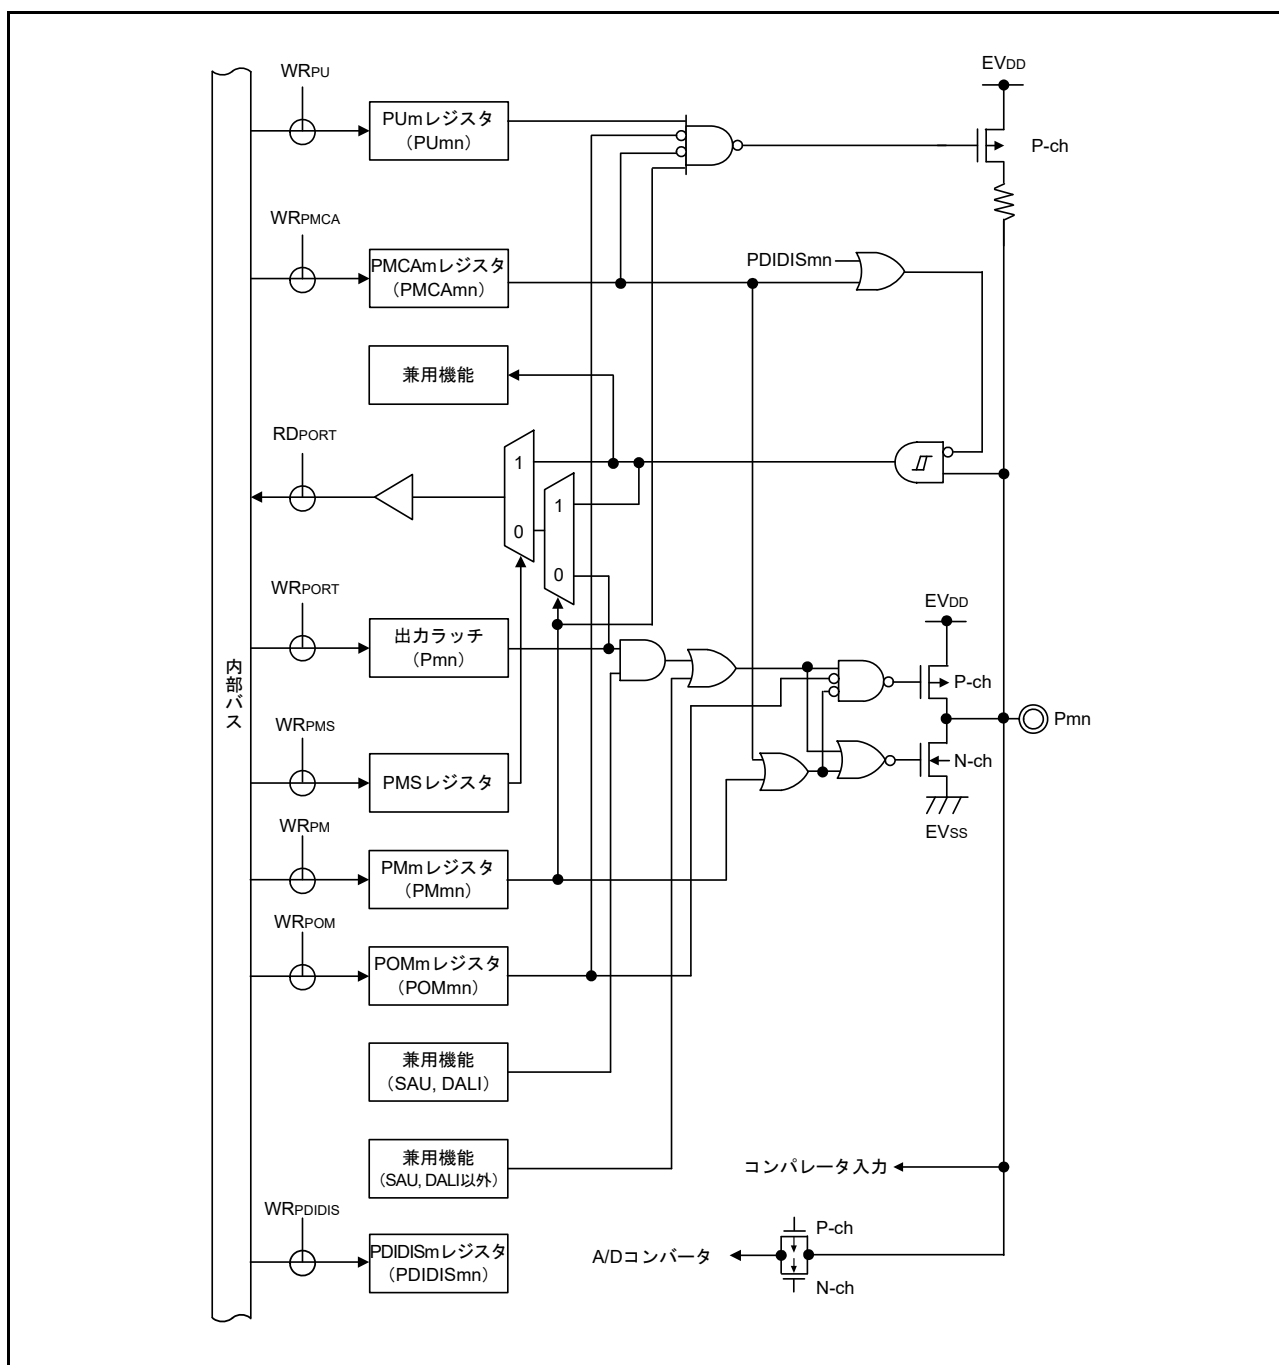 WRPU
PUmレジスタ
（PUmn）
EVDD
P-ch
WRPMCA
PMCAmレジスタ
（PMCAmn）
PDIDISmn
兼用機能
RDPORT
1
0
1
0
WRPORT
出力ラッチ
（Pmn）
内部バス
EVDD
P-ch
Pmn
N-ch
EVSS
WRPMS
PMSレジスタ
WRPM
PMmレジスタ
（PMmn）
WRPOM
POMmレジスタ
（POMmn）
兼用機能
（SAU, DALI）
兼用機能
（SAU, DALI以外）
コンパレータ入力
WRPDIDIS
PDIDISmレジスタ
（PDIDISmn）
P-ch
A/Dコンバータ
N-ch